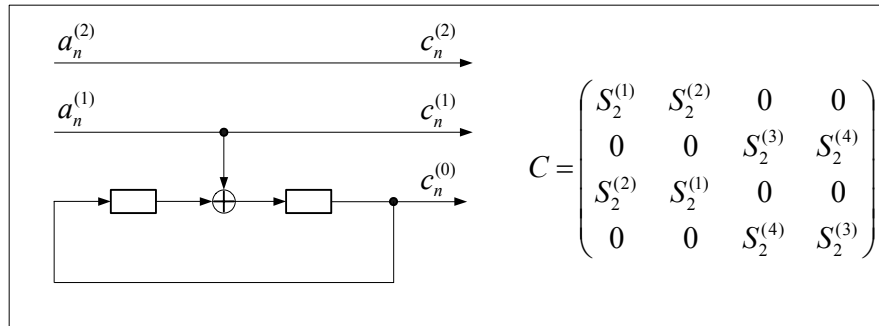 a_n^{(2)} c_n^{(2)}
a_n^{(1)} c_n^{(1)}
c_n^{(0)}
C =
S_2^{(1)} S_2^{(2)} 0 0
0 0 S_2^{(3)} S_2^{(4)}
S_2^{(2)} S_2^{(1)} 0 0
0 0 S_2^{(4)} S_2^{(3)}